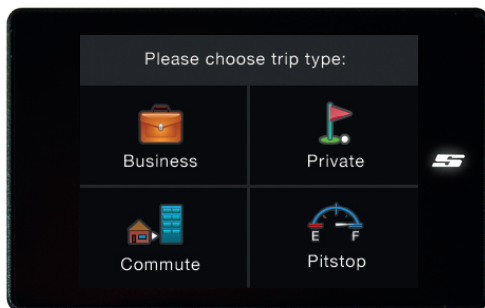 Please choose trip type:
Business
Private
Commute
E F
Pitstop